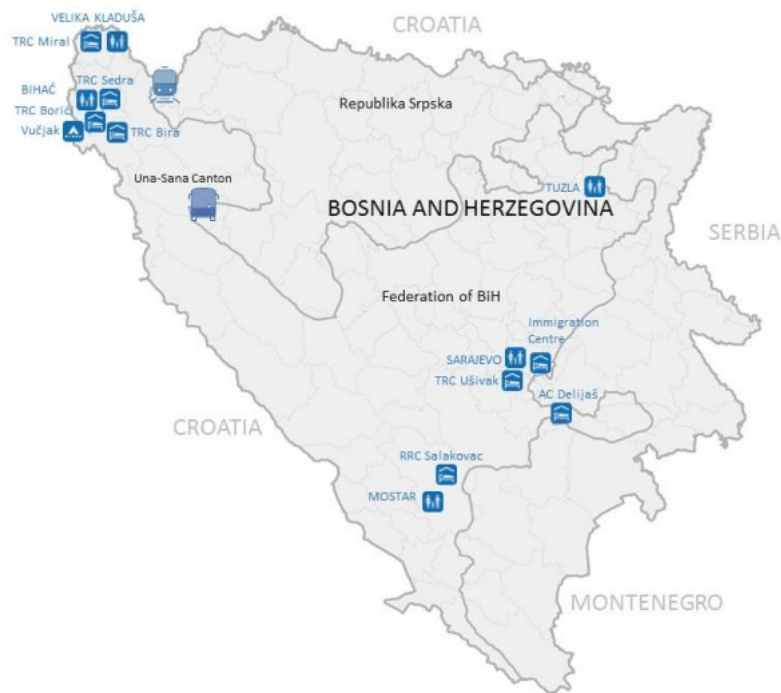 CROATIA
VELIKA KLADUŠA
TRC Miral
TRC Sedra
BIHAĆ
TRC Borići
Vučjak
TRC Bira
Republika Srpska
Una-Sana Canton
TUZLA
BOSNIA AND HERZEGOVINA
SERBIA
Federation of BiH
Immigration
Centre
SARAJEVO
TRC Ušivak
AC Delijaš
CROATIA
RRC Salakovac
MOSTAR
MONTENEGRO